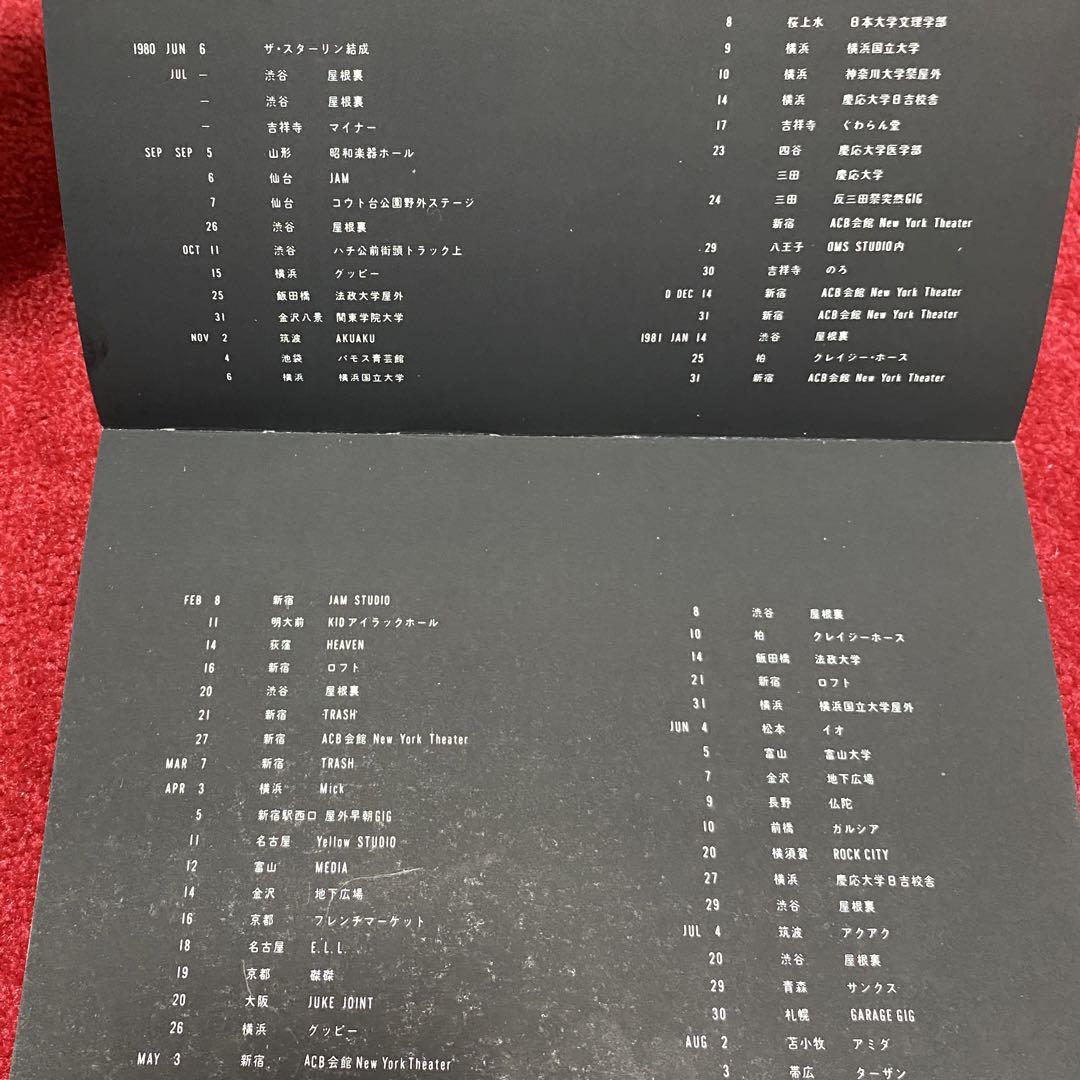 1980 JUN 6 ザ・スターリン結成
JUL — 渋谷 屋根裏
— 渋谷 屋根裏
— 吉祥寺 マイナー
SEP SEP 5 山形 昭和楽器ホール
6 仙台 JAM
7 仙台 コウト台公園野外ステージ
26 渋谷 屋根裏
OCT 11 渋谷 ハチ公前街頭トラック上
15 横浜 グッピー
25 飯田橋 法政大学屋外
31 金沢八景 関東学院大学
NOV 2 筑波 AKUAKU
4 池袋 パモス青芸館
6 横浜 横浜国立大学
8 桜上水 日本大学文理学部
9 横浜 横浜国立大学
10 横浜 神奈川大学祭屋外
14 横浜 慶応大学日吉校舎
17 吉祥寺 ぐわらん堂
23 四谷 慶応大学医学部
三田 慶応大学
24 三田 反三田祭突然GIG
新宿 ACB会館 New York Theater
29 八王子 OMS STUDIO内
30 吉祥寺 のろ
D DEC 14 新宿 ACB会館 New York Theater
31 新宿 ACB会館 New York Theater
1981 JAN 14 渋谷 屋根裏
25 柏 クレイジー・ホース
31 新宿 ACB会館 New York Theater
FEB 8 新宿 JAM STUDIO
11 明大前 KIDアイラックホール
14 荻窪 HEAVEN
16 新宿 ロフト
20 渋谷 屋根裏
21 新宿 TRASH
27 新宿 ACB会館 New York Theater
MAR 7 新宿 TRASH
APR 3 横浜 Mick
5 新宿駅西口 屋外早朝GIG
11 名古屋 Yellow STUDIO
12 富山 MEDIA
14 金沢 地下広場
16 京都 フレンチマーケット
18 名古屋 E.L.L.
19 京都 磔磔
20 大阪 JUKE JOINT
26 横浜 グッピー
MAY 3 新宿 ACB会館 New York Theater
8 渋谷 屋根裏
10 柏 クレイジーホース
14 飯田橋 法政大学
21 新宿 ロフト
31 横浜 横浜国立大学屋外
JUN 4 松本 イオ
5 富山 富山大学
7 金沢 地下広場
9 長野 仏陀
10 前橋 ガルシア
20 横須賀 ROCK CITY
27 横浜 慶応大学日吉校舎
29 渋谷 屋根裏
JUL 4 筑波 アクアク
20 渋谷 屋根裏
29 青森 サンクス
30 札幌 GARAGE GIG
AUG 2 苫小牧 アミダ
3 帯広 ターザン